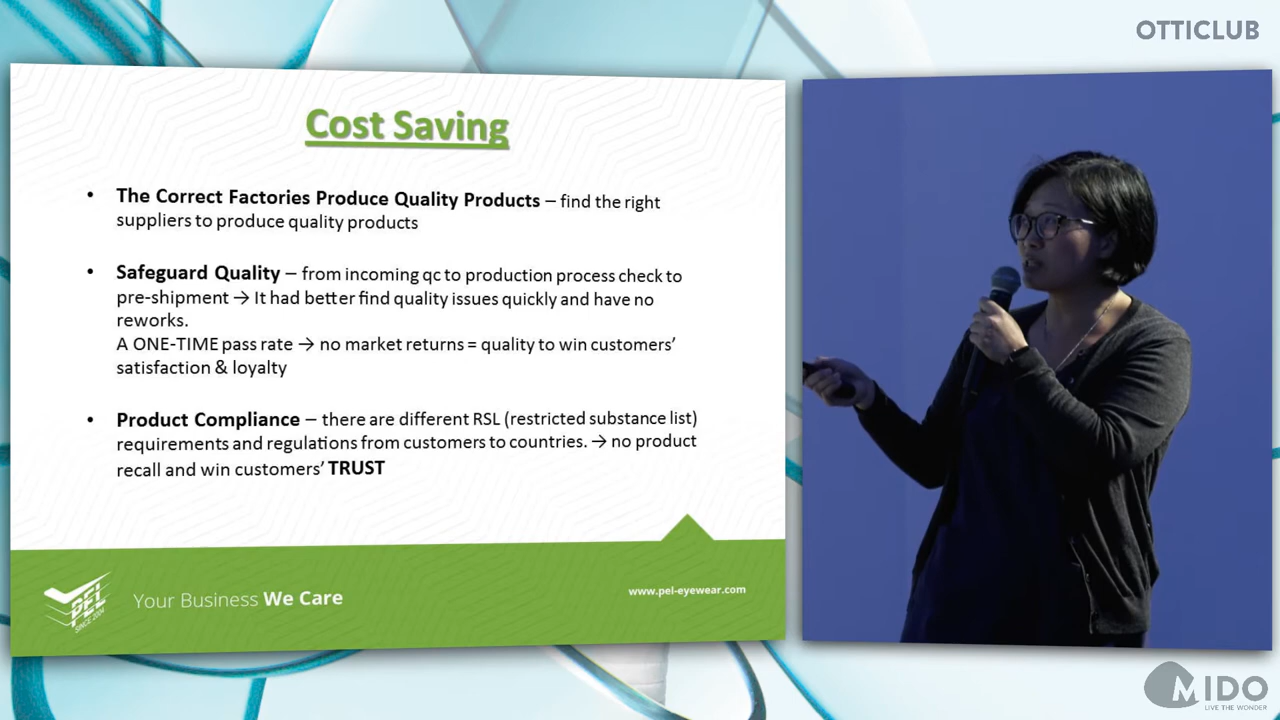 OTTICLUB
Cost Saving
• The Correct Factories Produce Quality Products – find the right
suppliers to produce quality products
• Safeguard Quality – from incoming qc to production process check to
pre-shipment → It had better find quality issues quickly and have no
reworks.
A ONE-TIME pass rate → no market returns = quality to win customers’
satisfaction & loyalty
• Product Compliance – there are different RSL (restricted substance list)
requirements and regulations from customers to countries. → no product
recall and win customers’ TRUST
PEL
SINCE 2004
Your Business We Care
www.pel-eyewear.com
MIDO
LIVE THE WONDER